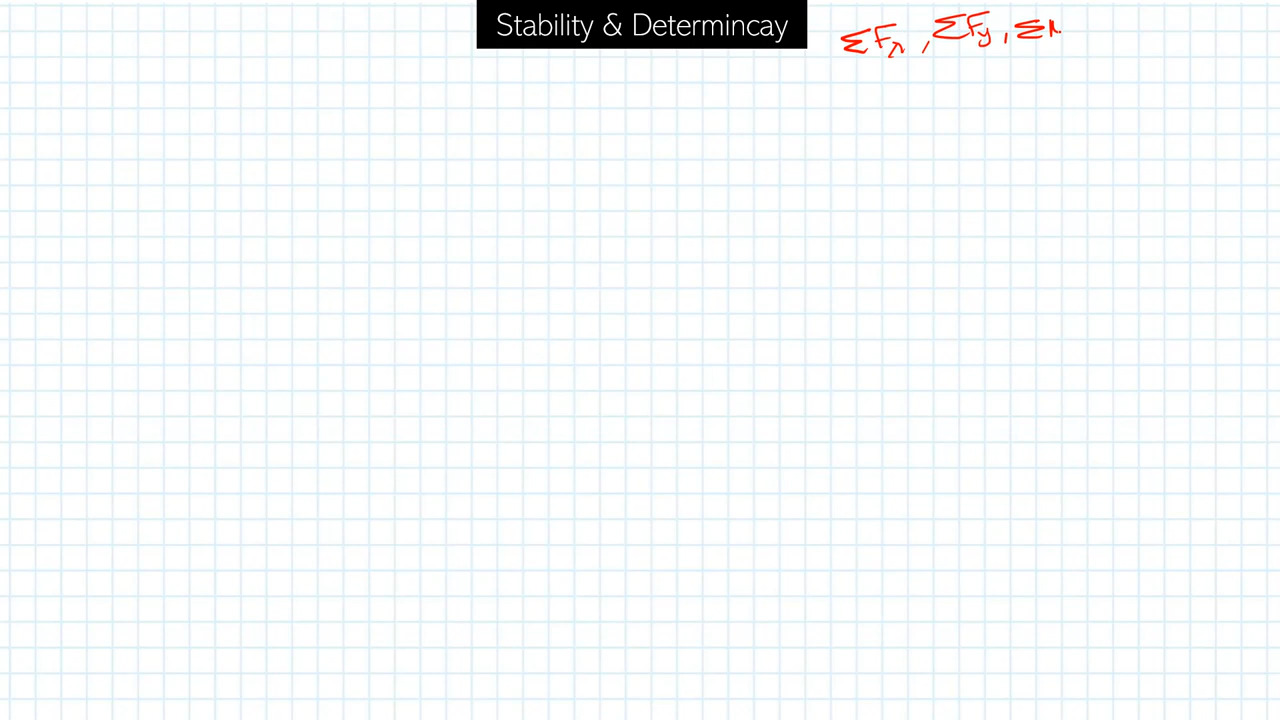 Stability & Determincay
ΣFx , ΣFy , Σ